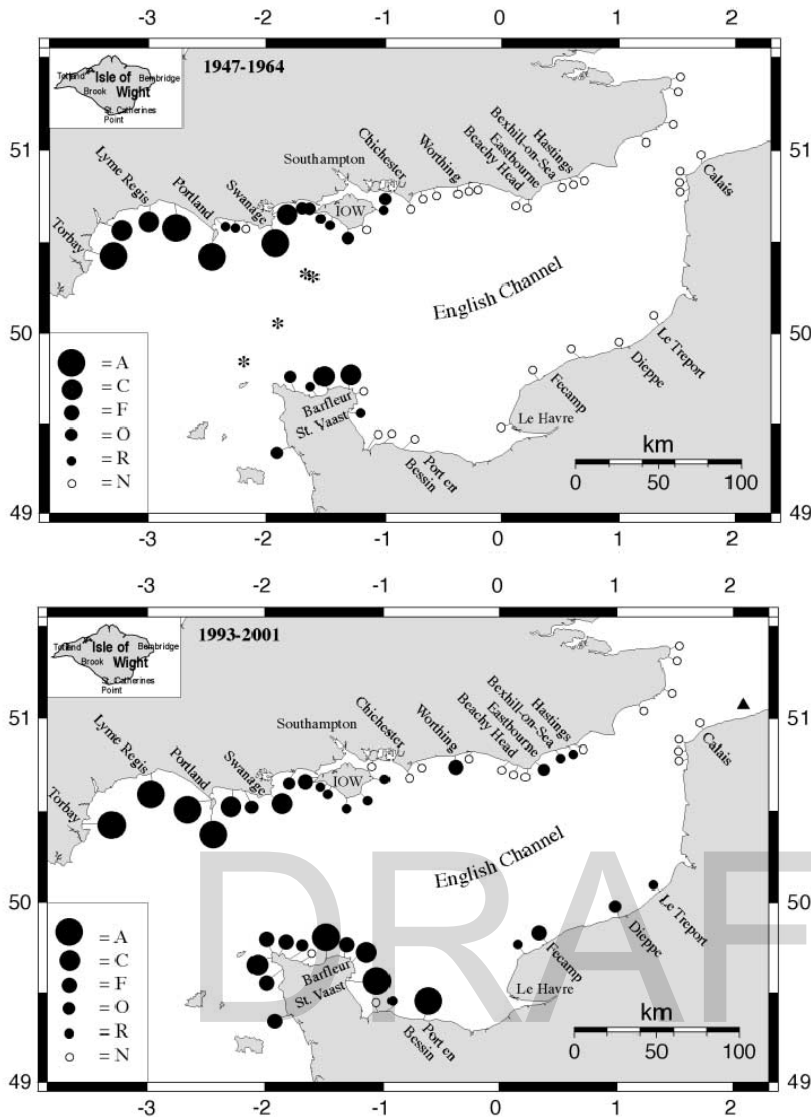 -3 -2 -1 0 1 2
1947-1964
Totland
Isle of
Wight
Bembridge
Brook
St. Catherines
Point
51
50
49
51
50
49
Torbay
Lyme Regis
Portland
Swanage
Southampton
IOW
Chichester
Worthing
Beachy Head
Eastbourne
Bexhill-on-Sea
Hastings
Calais
English Channel
* * * *
Le Treport
Dieppe
Fecamp
Le Havre
Barfleur
St. Vaast
Port en
Bessin
= A
= C
= F
= O
= R
= N
km
0 50 100
-3 -2 -1 0 1 2
-3 -2 -1 0 1 2
1993-2001
Totland
Isle of
Wight
Bembridge
Brook
St. Catherines
Point
51
50
49
51
50
49
Torbay
Lyme Regis
Portland
Swanage
Southampton
IOW
Chichester
Worthing
Beachy Head
Eastbourne
Bexhill-on-Sea
Hastings
Calais
English Channel
Le Treport
Dieppe
Fecamp
Le Havre
Barfleur
St. Vaast
Port en
Bessin
= A
= C
= F
= O
= R
= N
km
0 50 100
-3 -2 -1 0 1 2
DRAF